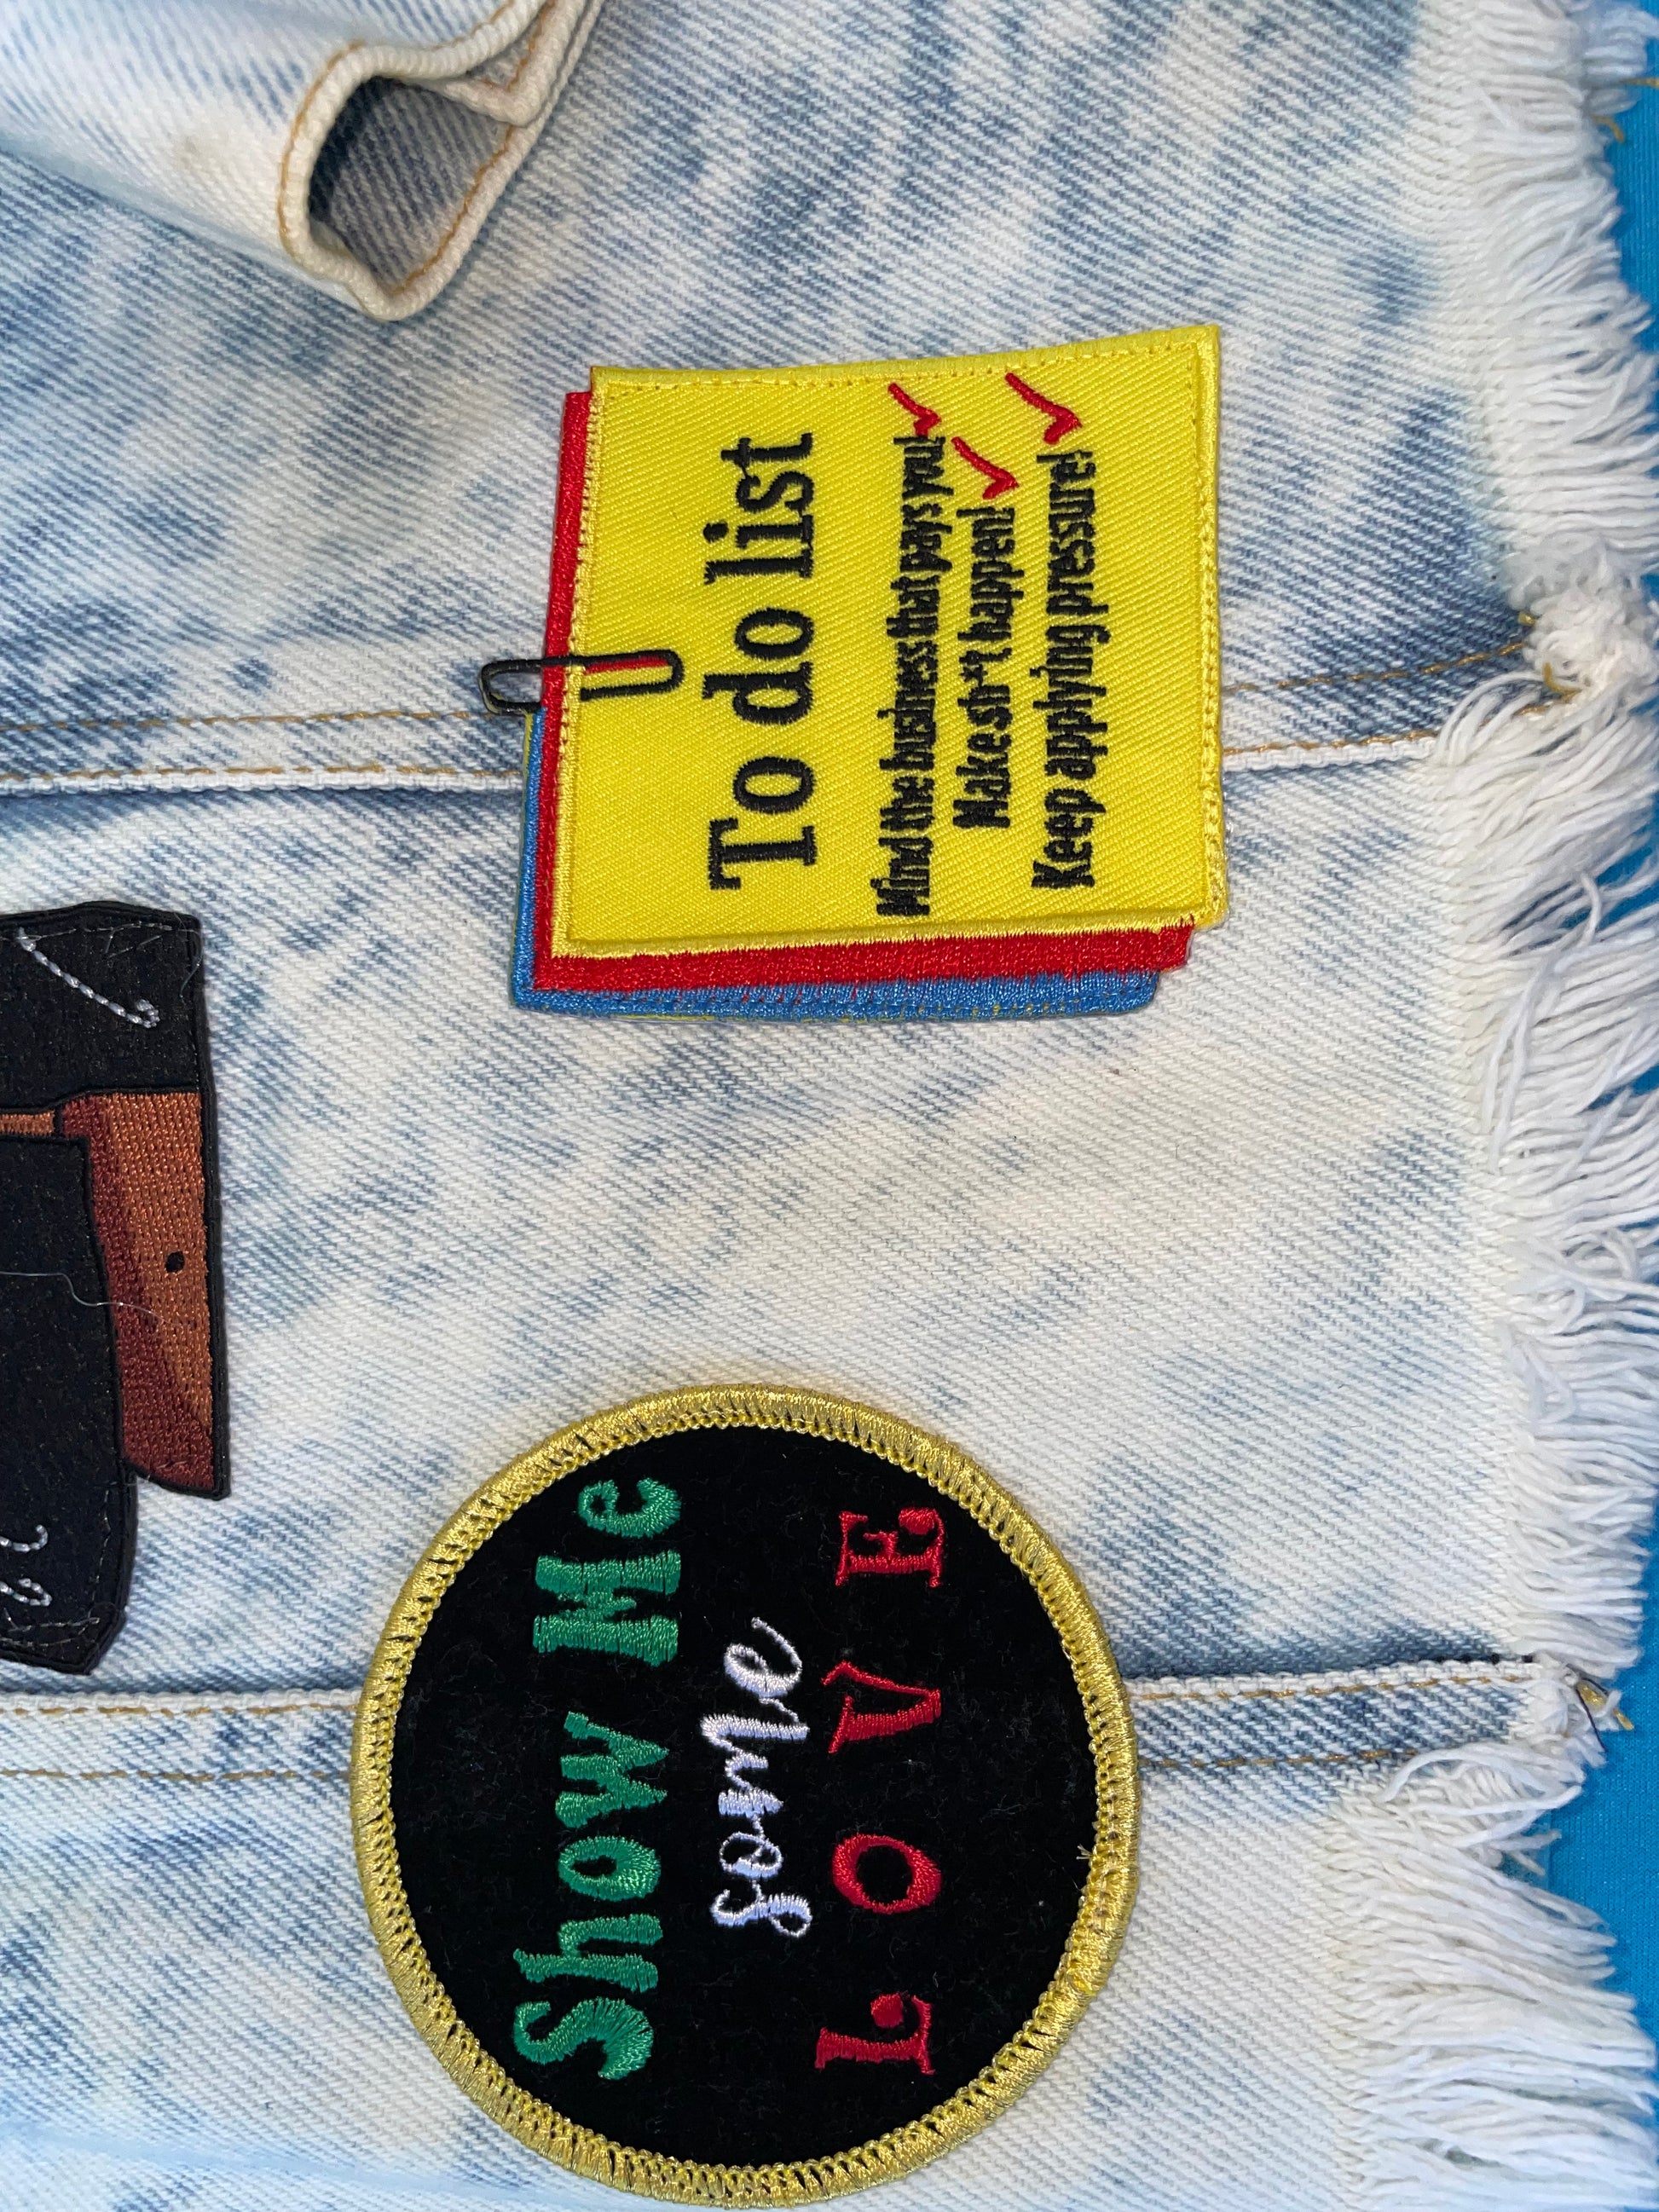 To do list
Mind the business that pays you!
Make sh**t happen!
Keep applying pressure!
Show Me
some
LOVE